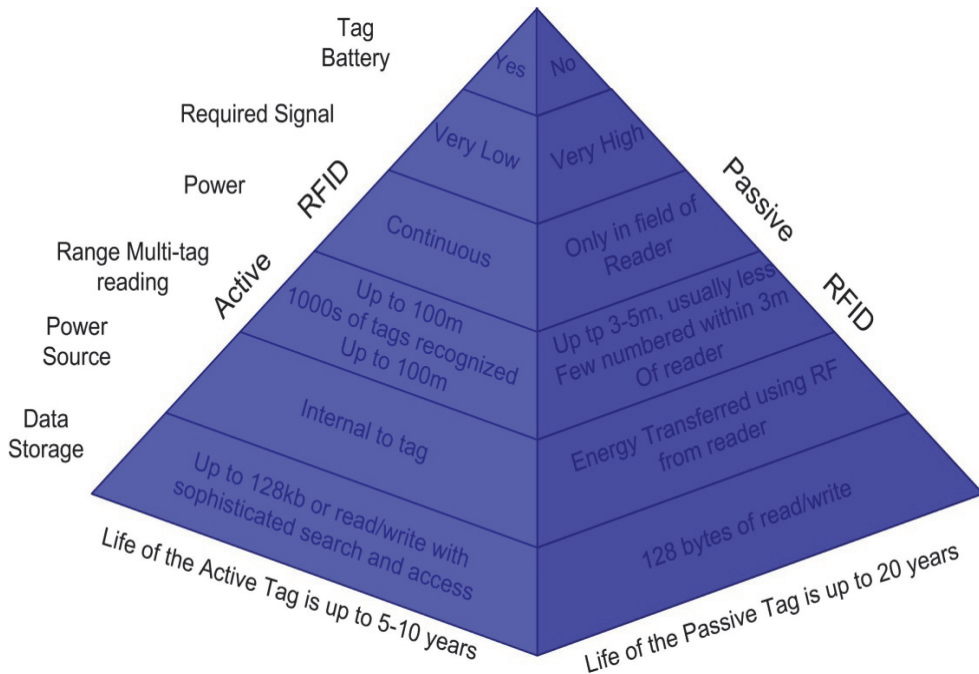 Tag
Battery
Yes
No
Required Signal
Very Low
Very High
Power
Continuous
Only in field of
Reader
Range Multi-tag
reading
Up to 100m
1000s of tags recognized
Up to 100m
Up tp 3-5m, usually less
Few numbered within 3m
Of reader
Power
Source
Internal to tag
Energy Transferred using RF
from reader
Data
Storage
Up to 128kb or read/write with
sophisticated search and access
128 bytes of read/write
Active RFID
Passive RFID
Life of the Active Tag is up to 5-10 years
Life of the Passive Tag is up to 20 years